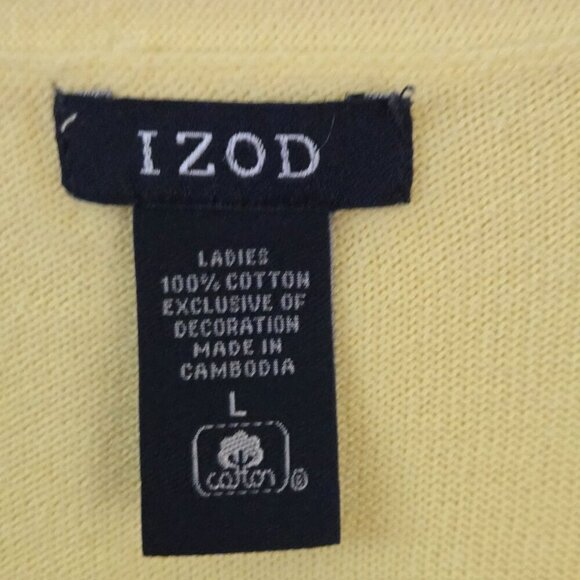 IZOD
LADIES
100% COTTON
EXCLUSIVE OF
DECORATION
MADE IN
CAMBODIA
L
cotton ®